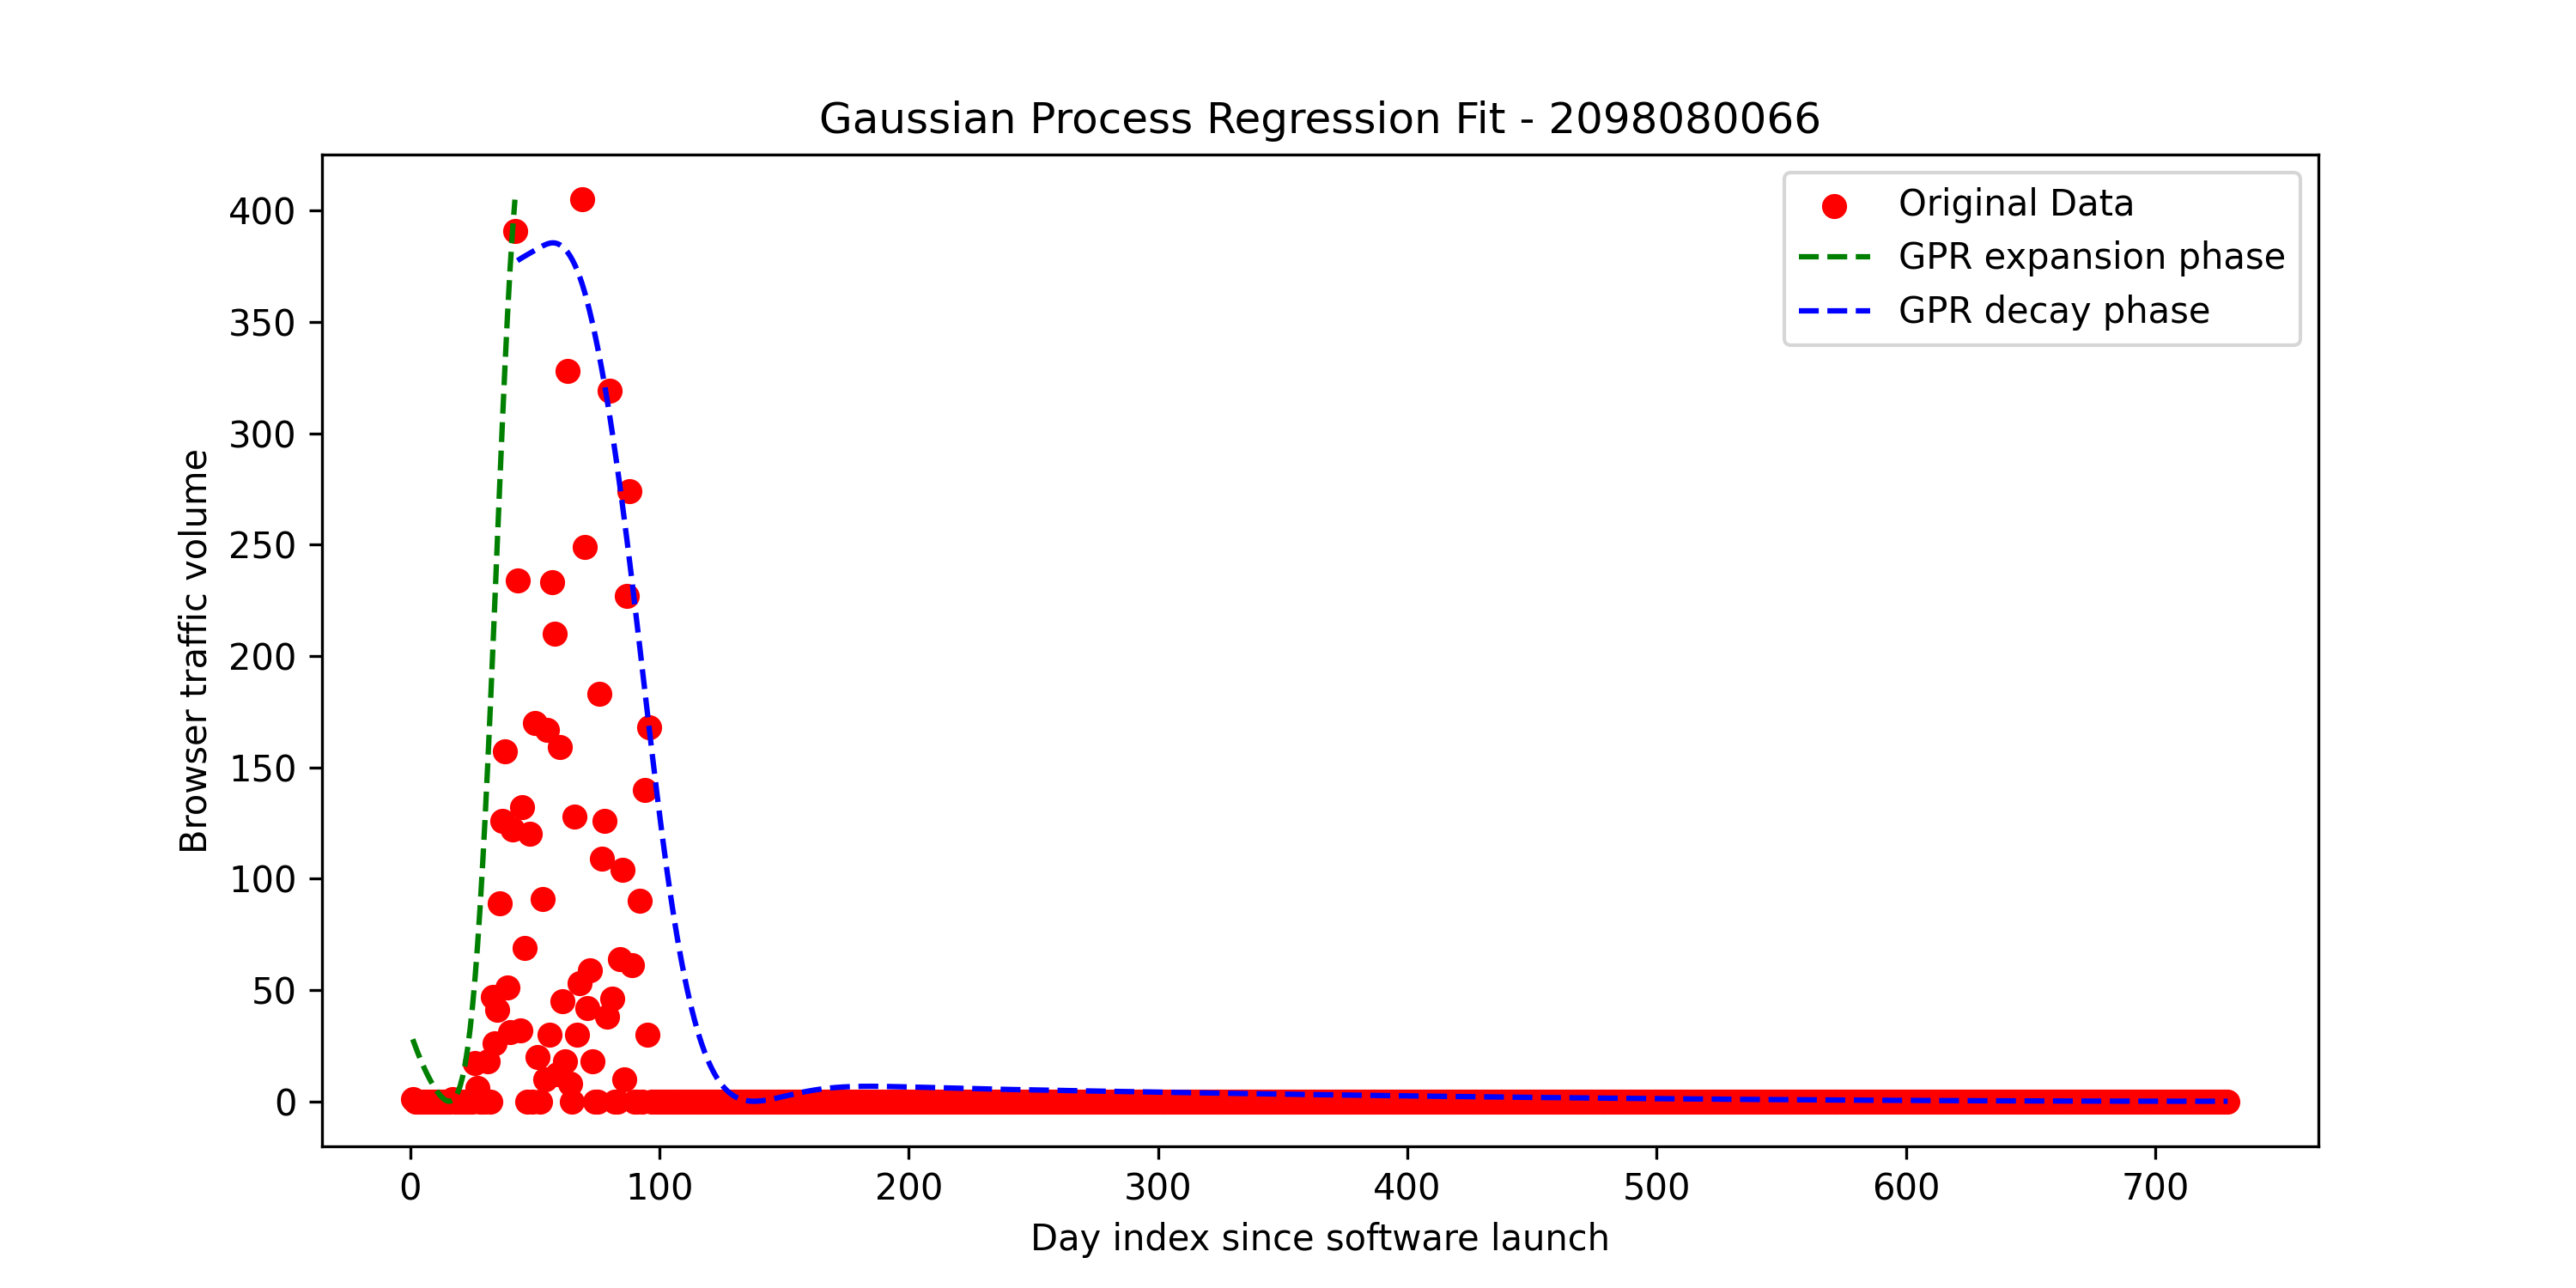 Gaussian Process Regression Fit - 2098080066
Original Data
GPR expansion phase
GPR decay phase
Browser traffic volume
400
350
300
250
200
150
100
50
0
0 100 200 300 400 500 600 700
Day index since software launch